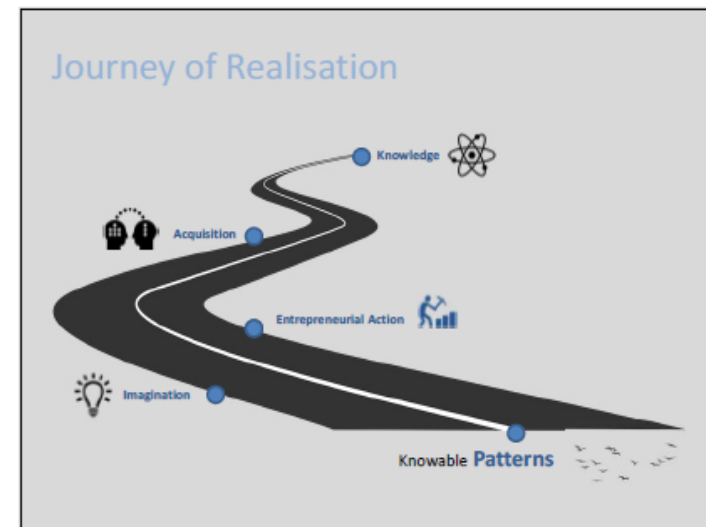 Journey of Realisation
Knowledge
Acquisition
Entrepreneurial Action
Imagination
Knowable Patterns